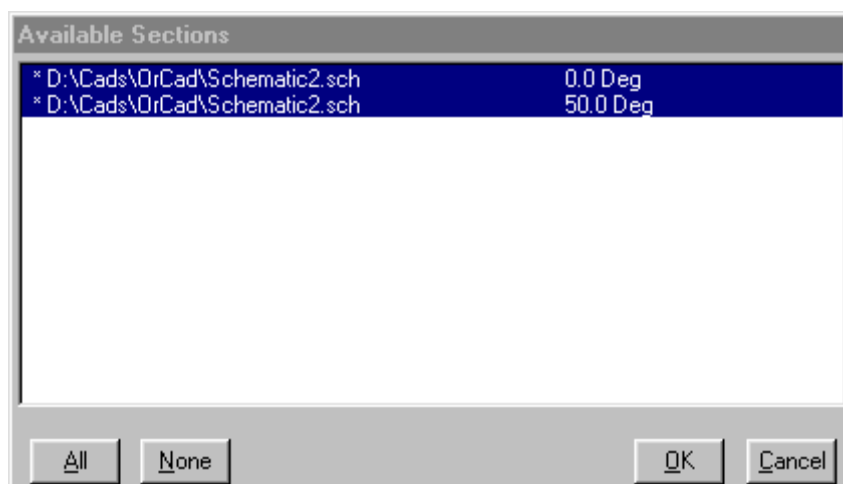 Available Sections
* D:\Cads\OrCad\Schematic2.sch 0.0 Deg
* D:\Cads\OrCad\Schematic2.sch 50.0 Deg
All None OK Cancel